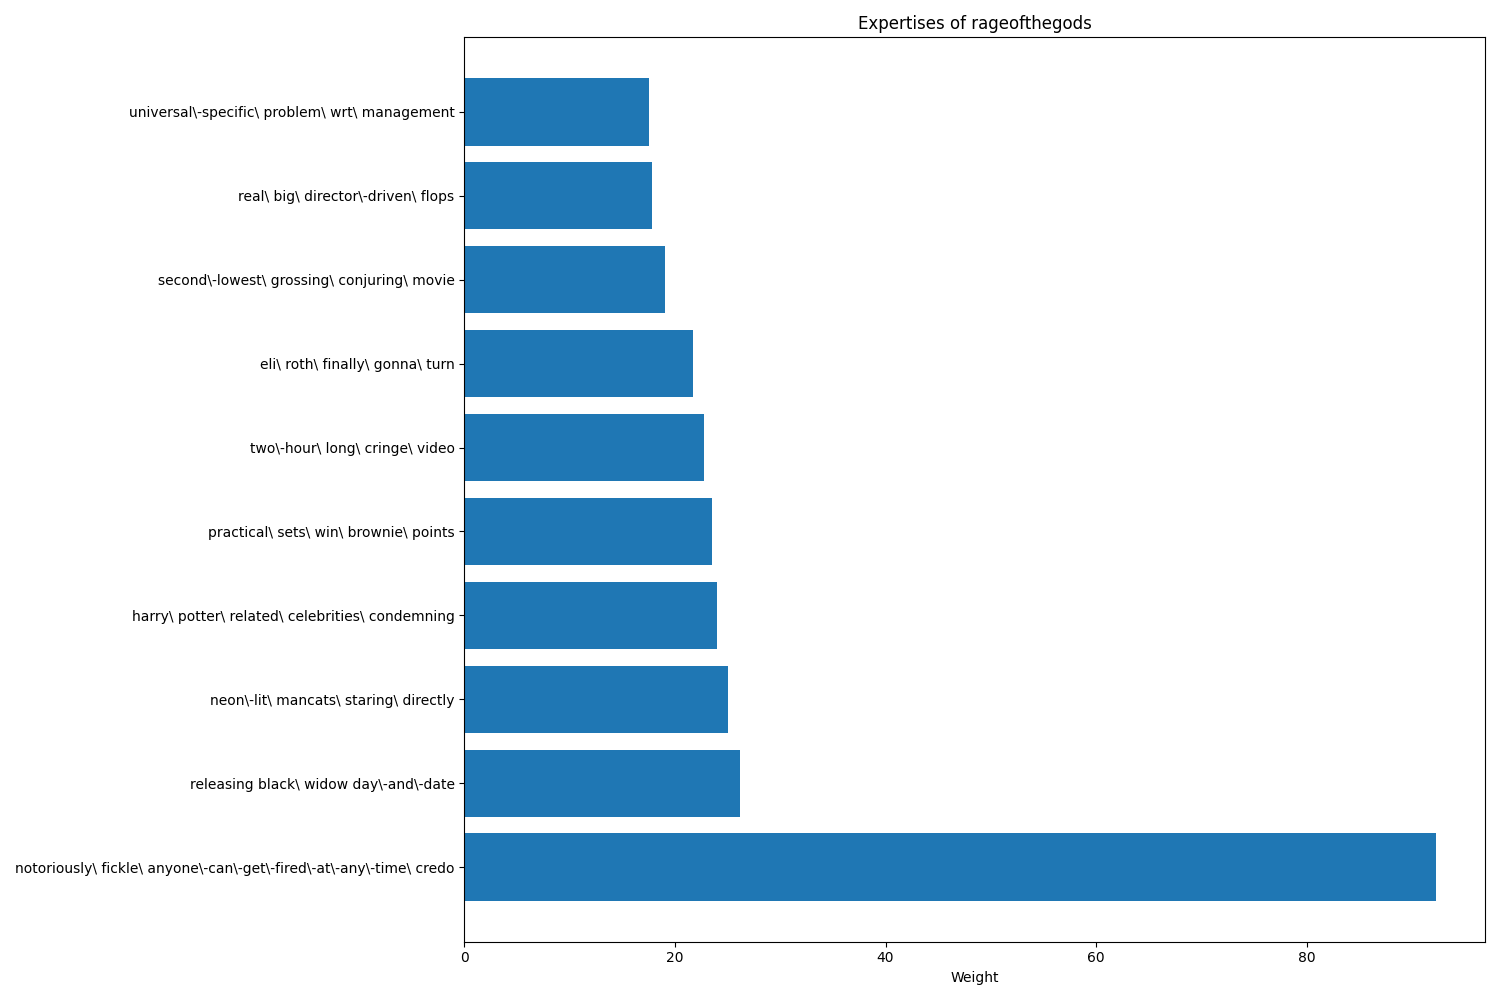 Expertises of rageofthegods
universal\-specific\ problem\ wrt\ management
real\ big\ director\-driven\ flops
second\-lowest\ grossing\ conjuring\ movie
eli\ roth\ finally\ gonna\ turn
two\-hour\ long\ cringe\ video
practical\ sets\ win\ brownie\ points
harry\ potter\ related\ celebrities\ condemning
neon\-lit\ mancats\ staring\ directly
releasing black\ widow day\-and\-date
notoriously\ fickle\ anyone\-can\-get\-fired\-at\-any\-time\ credo
0 20 40 60 80
Weight